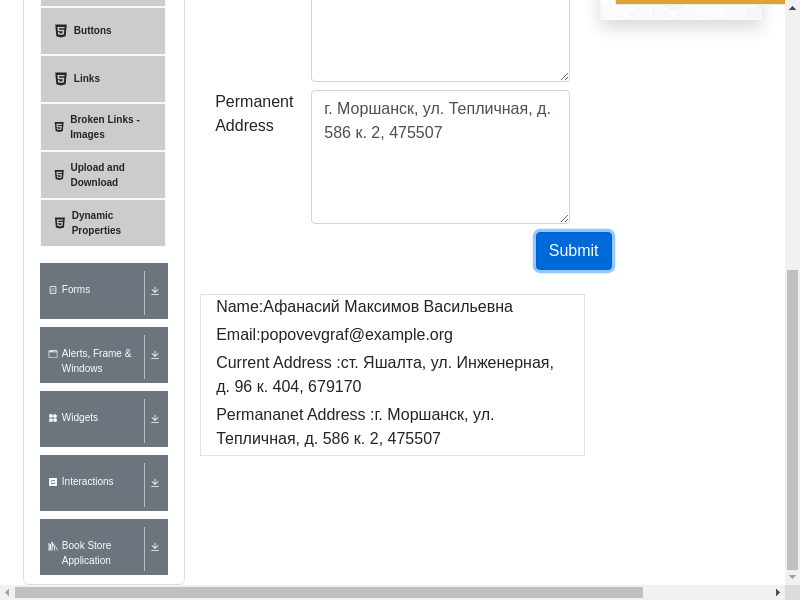 Buttons
Links
Broken Links -
Images
Upload and
Download
Dynamic
Properties
Forms
Alerts, Frame &
Windows
Widgets
Interactions
Book Store
Application
Permanent
Address
г. Моршанск, ул. Тепличная, д.
586 к. 2, 475507
Submit
Name:Афанасий Максимов Васильевна
Email:popovevgraf@example.org
Current Address :ст. Яшалта, ул. Инженерная,
д. 96 к. 404, 679170
Permananet Address :г. Моршанск, ул.
Тепличная, д. 586 к. 2, 475507